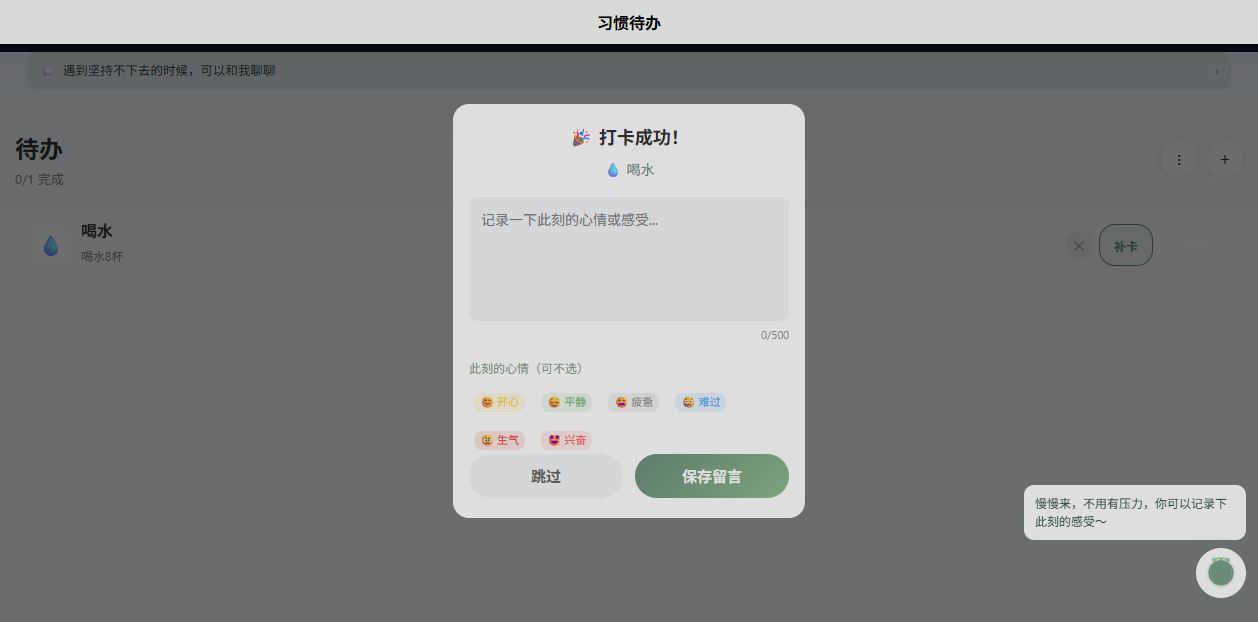 习惯待办
遇到坚持不下去的时候，可以和我聊聊
待办
0/1 完成
喝水
喝水8杯
补卡
🎉 打卡成功！
💧 喝水
记录一下此刻的心情或感受...
0/500
此刻的心情（可不选）
开心 平静 疲惫 难过
生气 兴奋
跳过 保存留言
慢慢来，不用有压力，你可以记录下
此刻的感受～